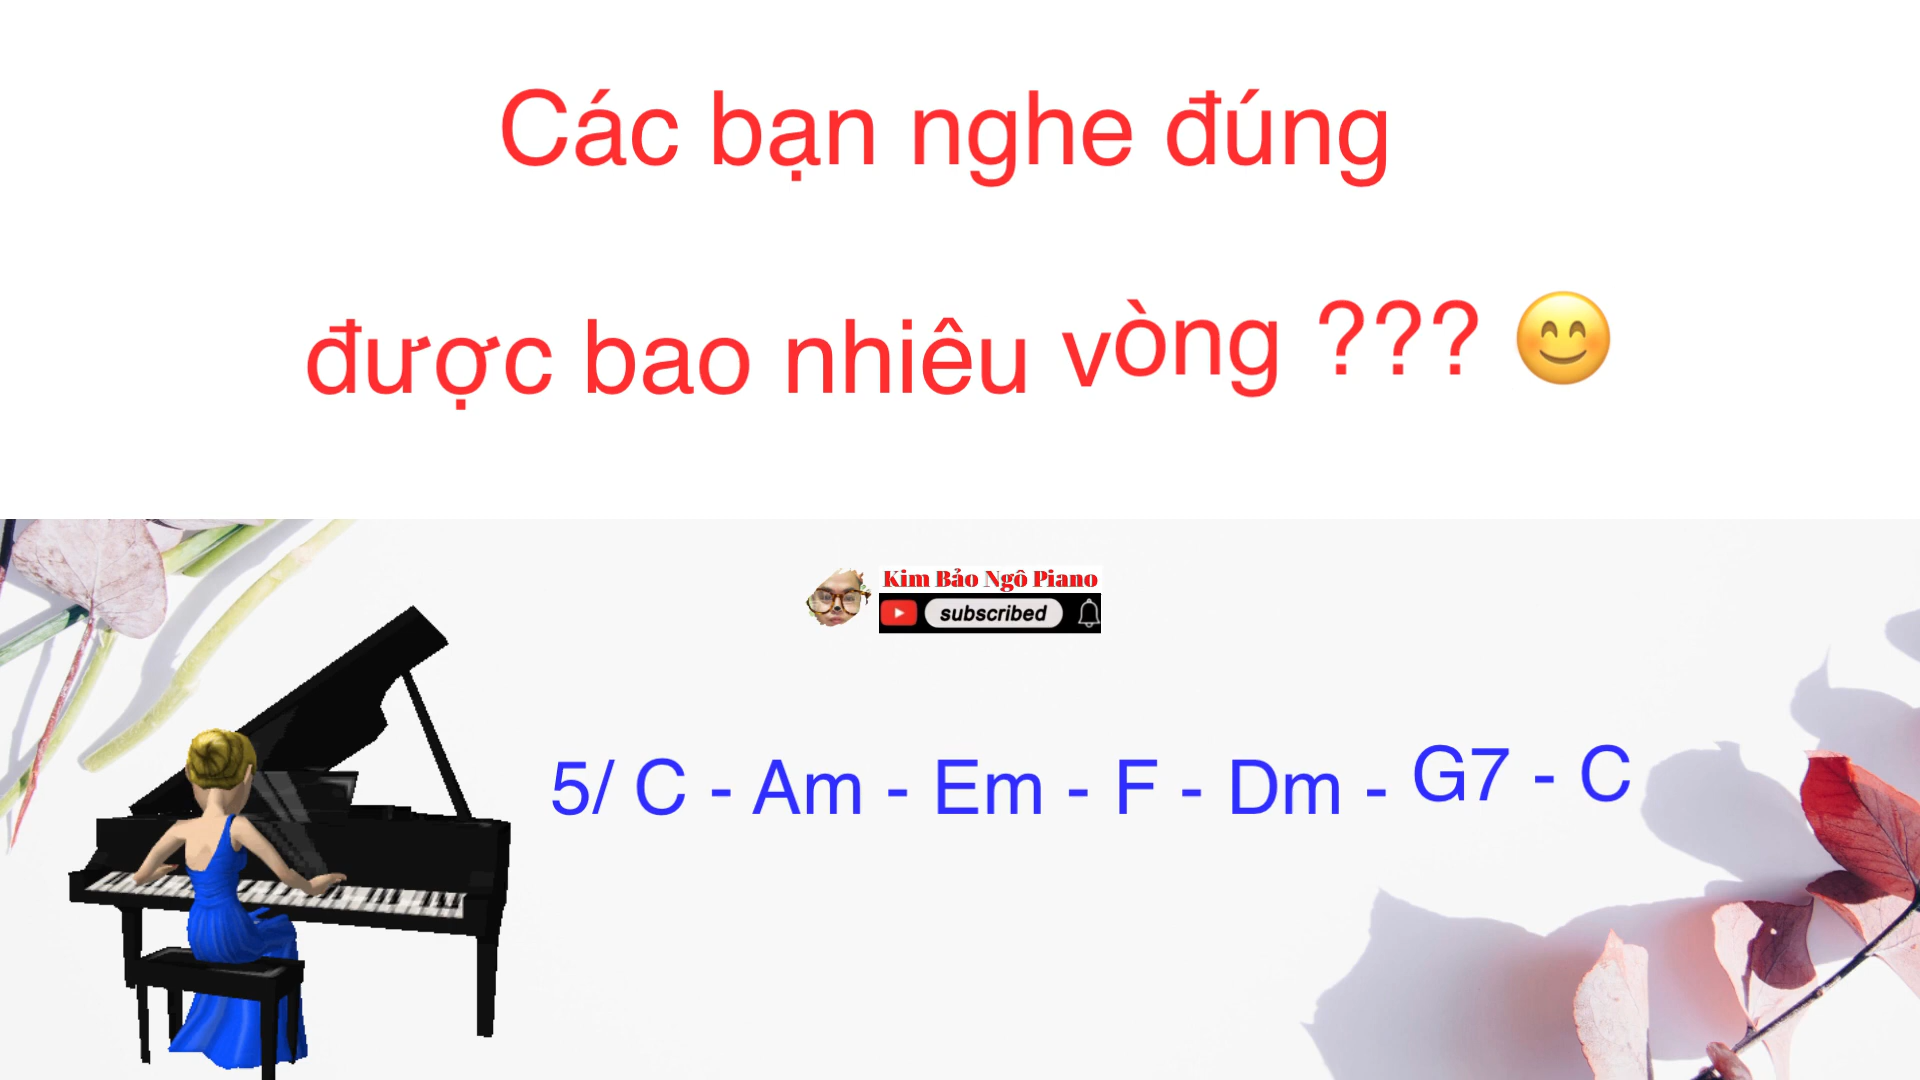 Các bạn nghe đúng
được bao nhiêu vòng ??? 😊
Kim Bảo Ngô Piano
subscribed
5/ C - Am - Em - F - Dm - G7 - C